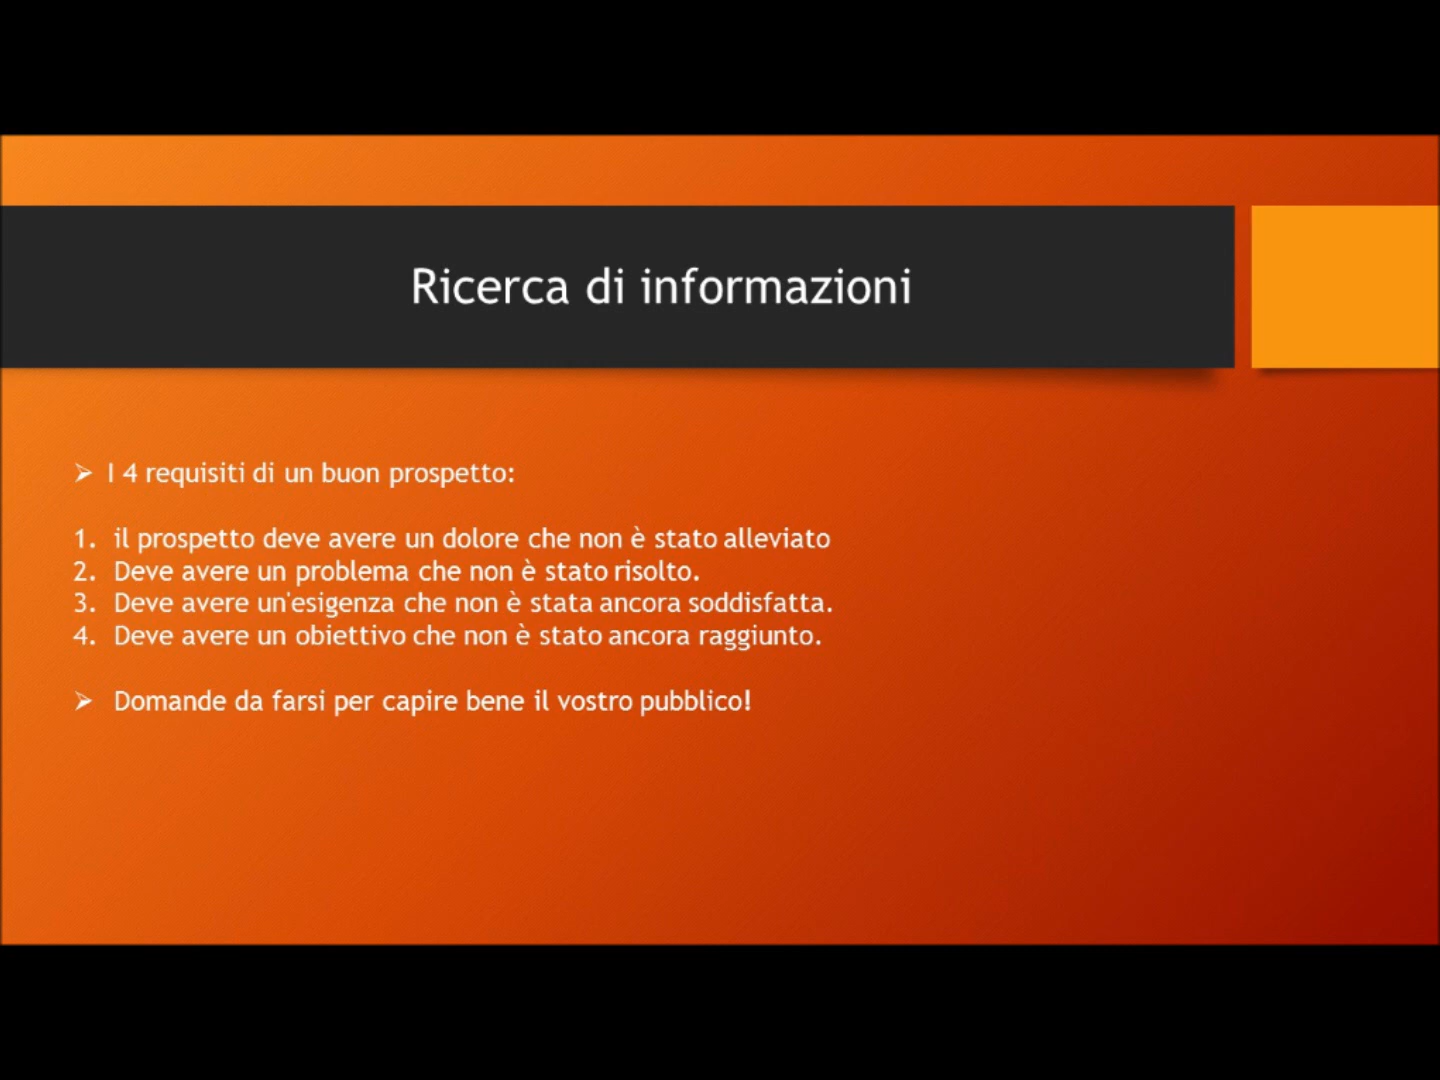 Ricerca di informazioni
➢ I 4 requisiti di un buon prospetto:
1. il prospetto deve avere un dolore che non è stato alleviato
2. Deve avere un problema che non è stato risolto.
3. Deve avere un'esigenza che non è stata ancora soddisfatta.
4. Deve avere un obiettivo che non è stato ancora raggiunto.
➢ Domande da farsi per capire bene il vostro pubblico!